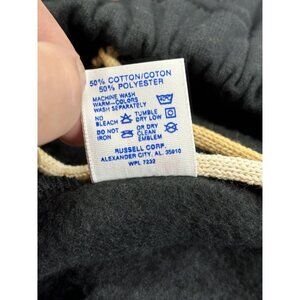 50% COTTON/COTON
50% POLYESTER
MACHINE WASH
WARM-COLORS
WASH SEPARATELY
NO BLEACH TUMBLE DRY LOW
DO NOT IRON OR DRY CLEAN EMBLEM
RUSSELL CORP.
ALEXANDER CITY, AL. 35010
WPL 7232